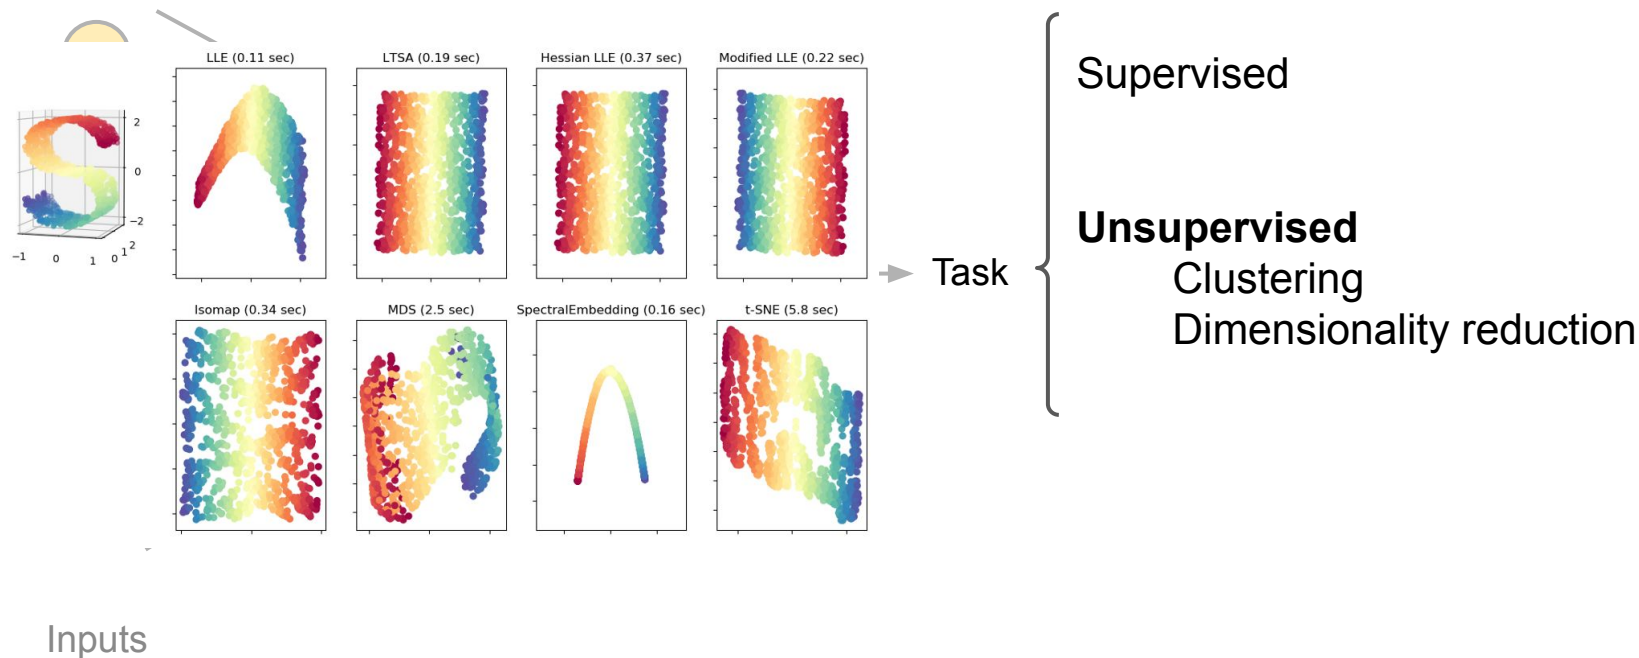 LLE (0.11 sec)
LTSA (0.19 sec)
Hessian LLE (0.37 sec)
Modified LLE (0.22 sec)
2
0
−2
−1 0 1 0 1 2
Isomap (0.34 sec)
MDS (2.5 sec)
SpectralEmbedding (0.16 sec)
t-SNE (5.8 sec)
Task
Supervised
Unsupervised
Clustering
Dimensionality reduction
Inputs